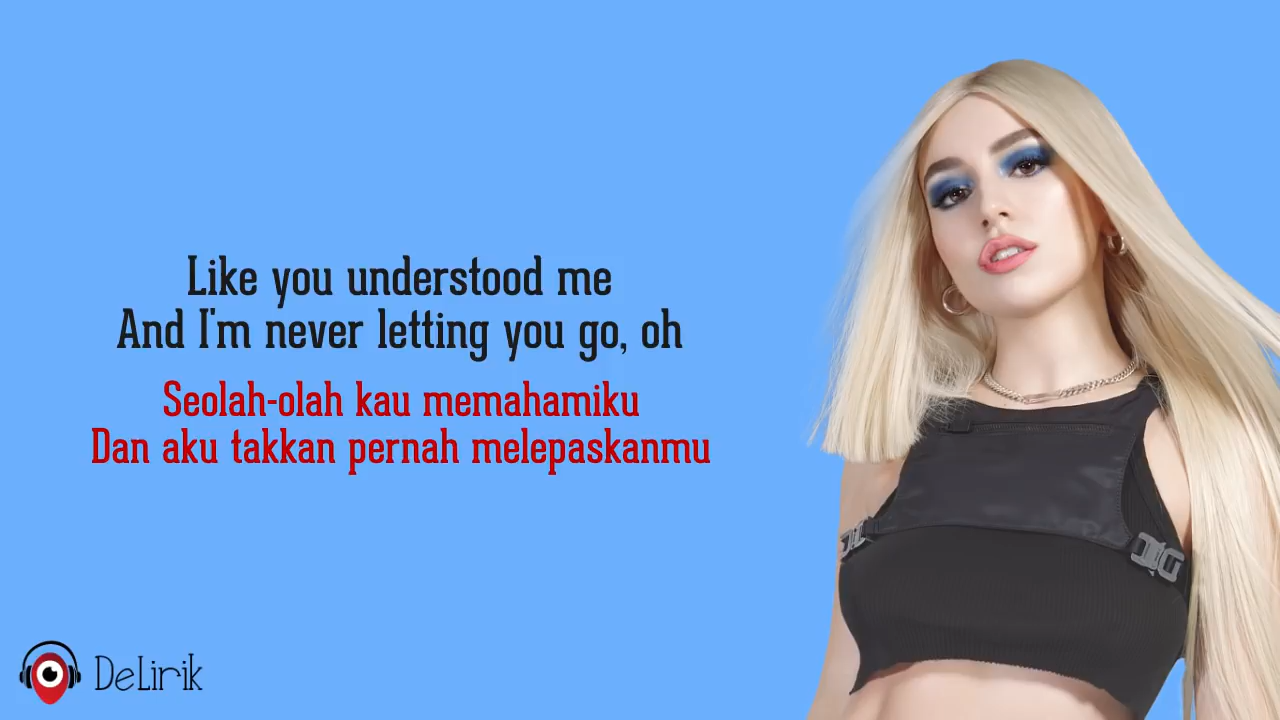 Like you understood me
And I'm never letting you go, oh
Seolah-olah kau memahamiku
Dan aku takkan pernah melepaskanmu
DeLirik